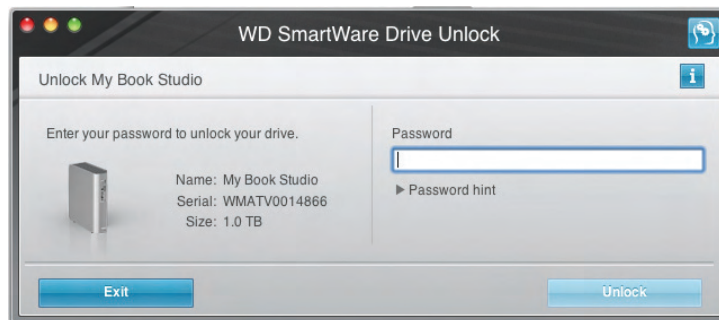 WD SmartWare Drive Unlock
Unlock My Book Studio
i
Enter your password to unlock your drive.
Name: My Book Studio
Serial: WMATV0014866
Size: 1.0 TB
Password
Password hint
Exit
Unlock